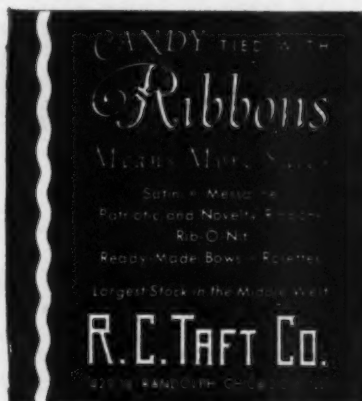 CANDY TIED WITH
Ribbons
Means More Sales
Satin - Messaline
Patriotic and Novelty Ribbons
Rib-O-Nit
Ready-Made Bows - Rosettes
Largest Stock in the Middle West
R.C. TAFT CO.
RANDOLPH